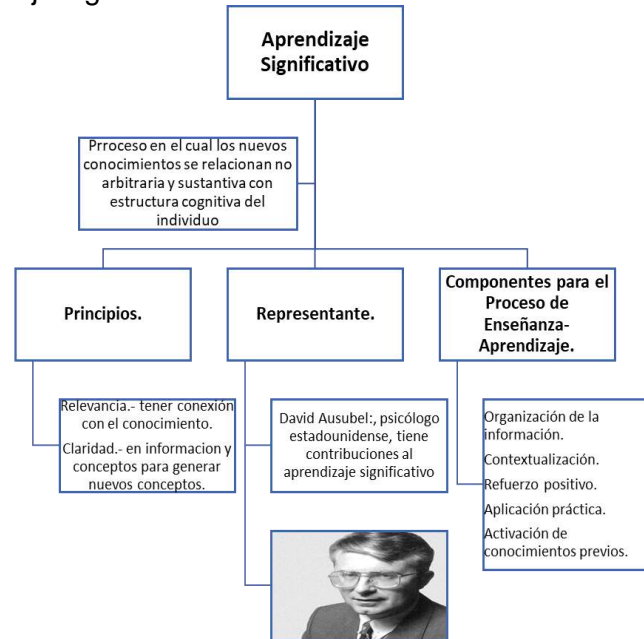 Aprendizaje
Significativo
Prroceso en el cual los nuevos
conocimientos se relacionan no
arbitraria y sustantiva con
estructura cognitiva del
individuo
Principios.
Representante.
Componentes para el
Proceso de
Enseñanza-
Aprendizaje.
Relevancia.- tener conexión
con el conocimiento.
Claridad.- en informacion y
conceptos para generar
nuevos conceptos.
David Ausubel:, psicólogo
estadounidense, tiene
contribuciones al
aprendizaje significativo
Organización de la
información.
Contextualización.
Refuerzo positivo.
Aplicación práctica.
Activación de
conocimientos previos.